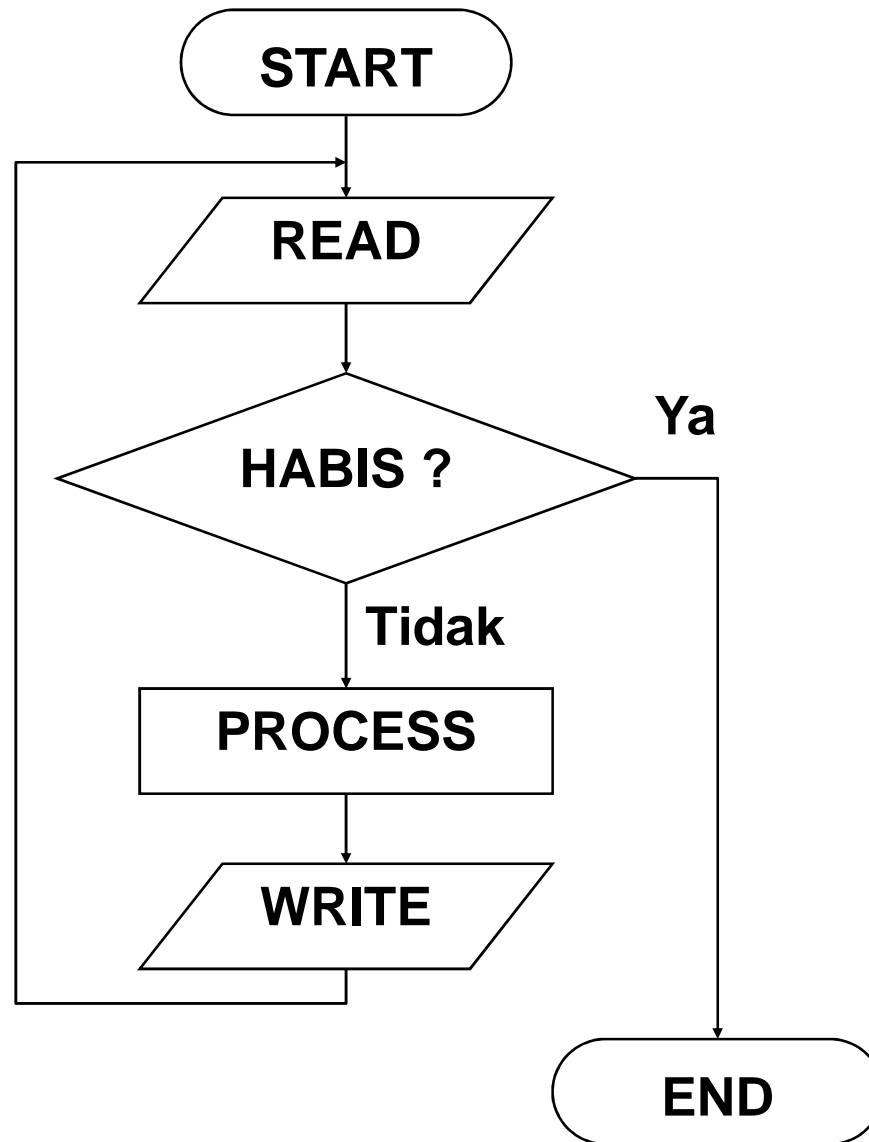 START
READ
HABIS ?
Ya
Tidak
PROCESS
WRITE
END